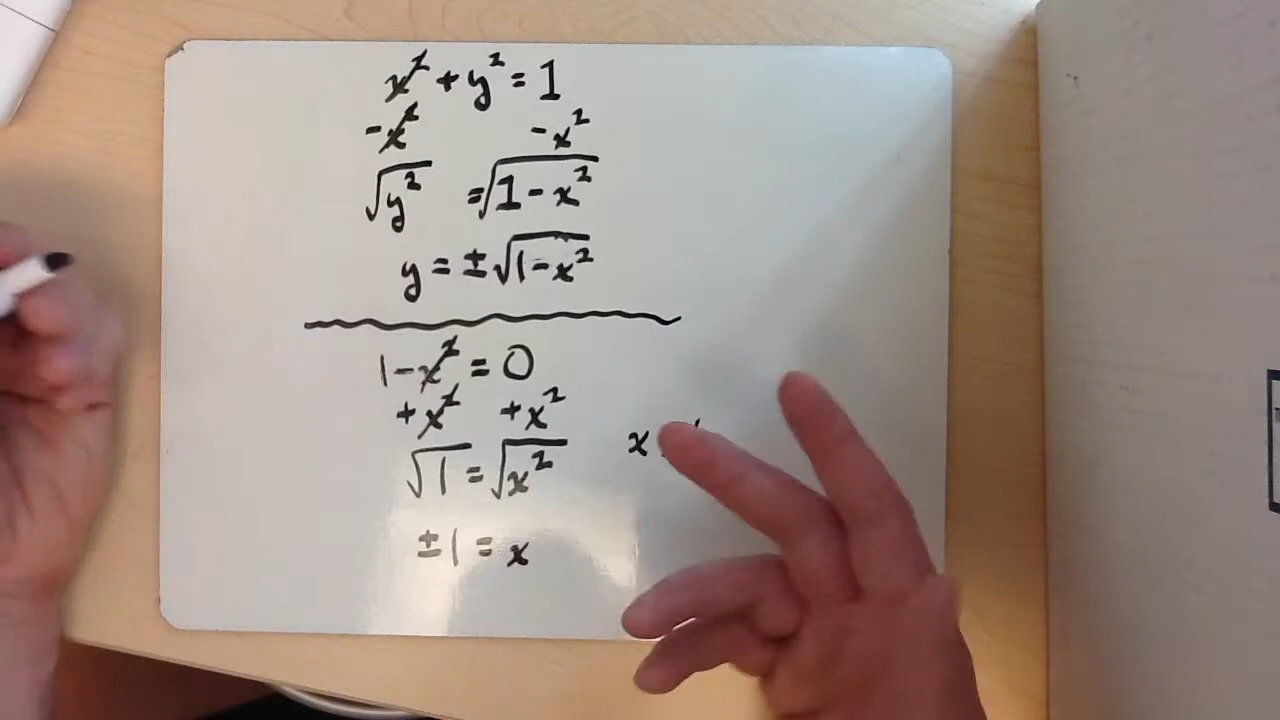 x² + y² = 1
-x² -x²
√y² = √1-x²
y = ±√1-x²
1-x² = 0
+x² +x²
√1 = √x²
x
±1 = x